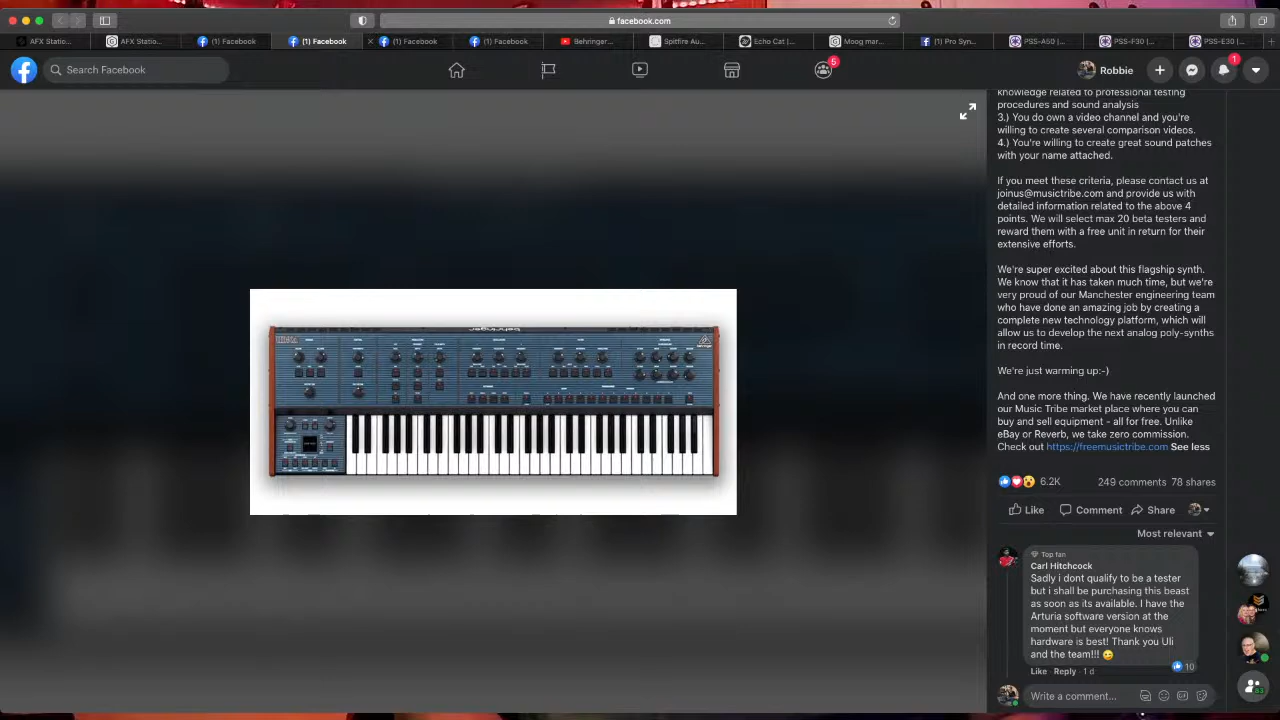 facebook.com
AFX Statio...
AFX Statio...
(1) Facebook
(1) Facebook
(1) Facebook
(1) Facebook
Behringer...
Spitfire Au...
Echo Cat |...
Moog mar...
(1) Pro Syn...
PSS-A50 |...
PSS-F30 |...
PSS-E30 |...
Search Facebook
5
Robbie
1
knowledge related to professional testing
procedures and sound analysis
3.) You do own a video channel and you're
willing to create several comparison videos.
4.) You're willing to create great sound patches
with your name attached.
If you meet these criteria, please contact us at
joinus@musictribe.com and provide us with
detailed information related to the above 4
points. We will select max 20 beta testers and
reward them with a free unit in return for their
extensive efforts.
We're super excited about this flagship synth.
We know that it has taken much time, but we're
very proud of our Manchester engineering team
who have done an amazing job by creating a
complete new technology platform, which will
allow us to develop the next analog poly-synths
in record time.
We're just warming up:-)
And one more thing. We have recently launched
our Music Tribe market place where you can
buy and sell equipment - all for free. Unlike
eBay or Reverb, we take zero commission.
Check out https://freemusictribe.com See less
6.2K
249 comments 78 shares
Like
Comment
Share
Most relevant
Top fan
Carl Hitchcock
Sadly i dont qualify to be a tester
but i shall be purchasing this beast
as soon as its available. I have the
Arturia software version at the
moment but everyone knows
hardware is best! Thank you Uli
and the team!!! 😉
10
Like · Reply · 1 d
Write a comment...
83
behringer